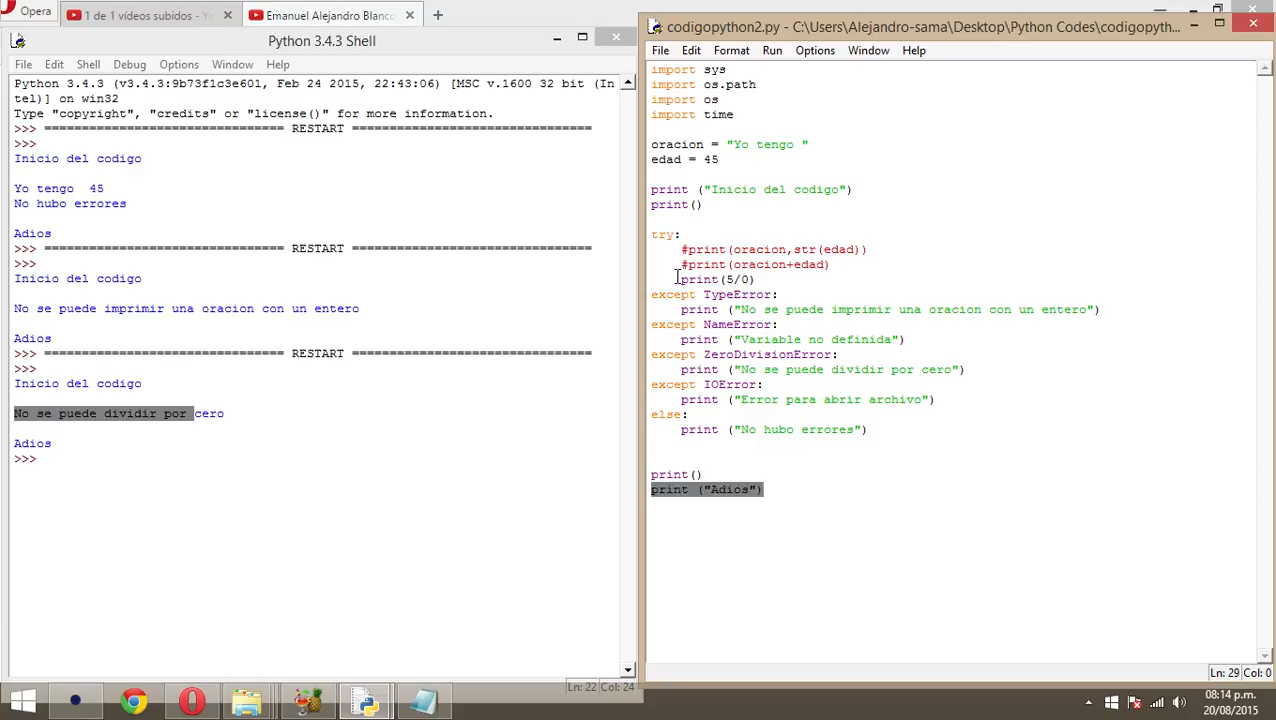 Opera
1 de 1 vídeos subidos - Yo
Emanuel Alejandro Blanco
Python 3.4.3 Shell
File Edit Shell Debug Options Window Help
Python 3.4.3 (v3.4.3:9b73f1c3e601, Feb 24 2015, 22:43:06) [MSC v.1600 32 bit (In
tel)] on win32
Type "copyright", "credits" or "license()" for more information.
>>> ================================ RESTART ================================
>>>
Inicio del codigo
Yo tengo  45
No hubo errores
Adios
>>> ================================ RESTART ================================
>>>
Inicio del codigo
No se puede imprimir una oracion con un entero
Adios
>>> ================================ RESTART ================================
>>>
Inicio del codigo
No se puede dividir por cero
Adios
>>>
Ln: 22 Col: 24
codigopython2.py - C:\Users\Alejandro-sama\Desktop\Python Codes\codigopyth...
File Edit Format Run Options Window Help
import sys
import os.path
import os
import time
oracion = "Yo tengo "
edad = 45
print ("Inicio del codigo")
print()
try:
    #print(oracion,str(edad))
    #print(oracion+edad)
    print(5/0)
except TypeError:
    print ("No se puede imprimir una oracion con un entero")
except NameError:
    print ("Variable no definida")
except ZeroDivisionError:
    print ("No se puede dividir por cero")
except IOError:
    print ("Error para abrir archivo")
else:
    print ("No hubo errores")
print()
print ("Adios")
Ln: 29 Col: 0
08:14 p.m.
20/08/2015